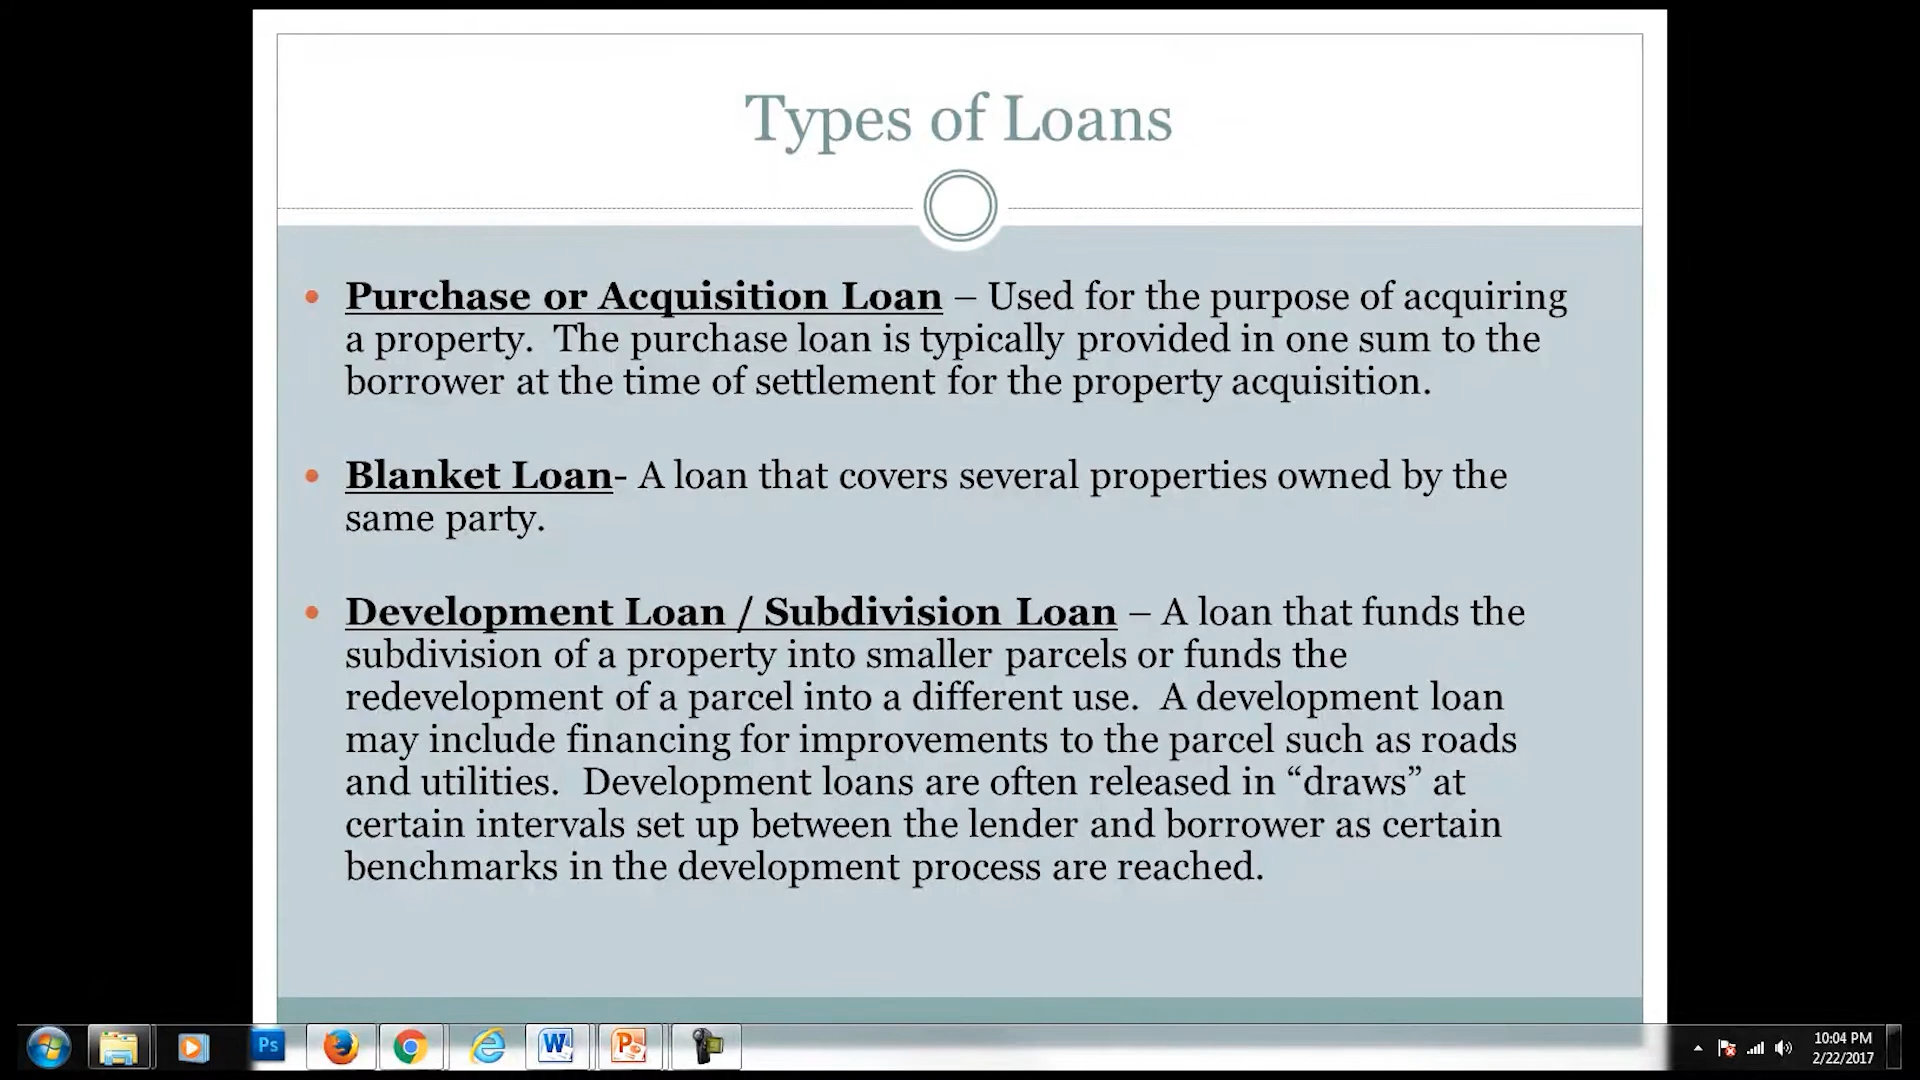 Types of Loans
• Purchase or Acquisition Loan – Used for the purpose of acquiring
a property.  The purchase loan is typically provided in one sum to the
borrower at the time of settlement for the property acquisition.
• Blanket Loan- A loan that covers several properties owned by the
same party.
• Development Loan / Subdivision Loan – A loan that funds the
subdivision of a property into smaller parcels or funds the
redevelopment of a parcel into a different use.  A development loan
may include financing for improvements to the parcel such as roads
and utilities.  Development loans are often released in “draws” at
certain intervals set up between the lender and borrower as certain
benchmarks in the development process are reached.
Ps
W
P
10:04 PM
2/22/2017